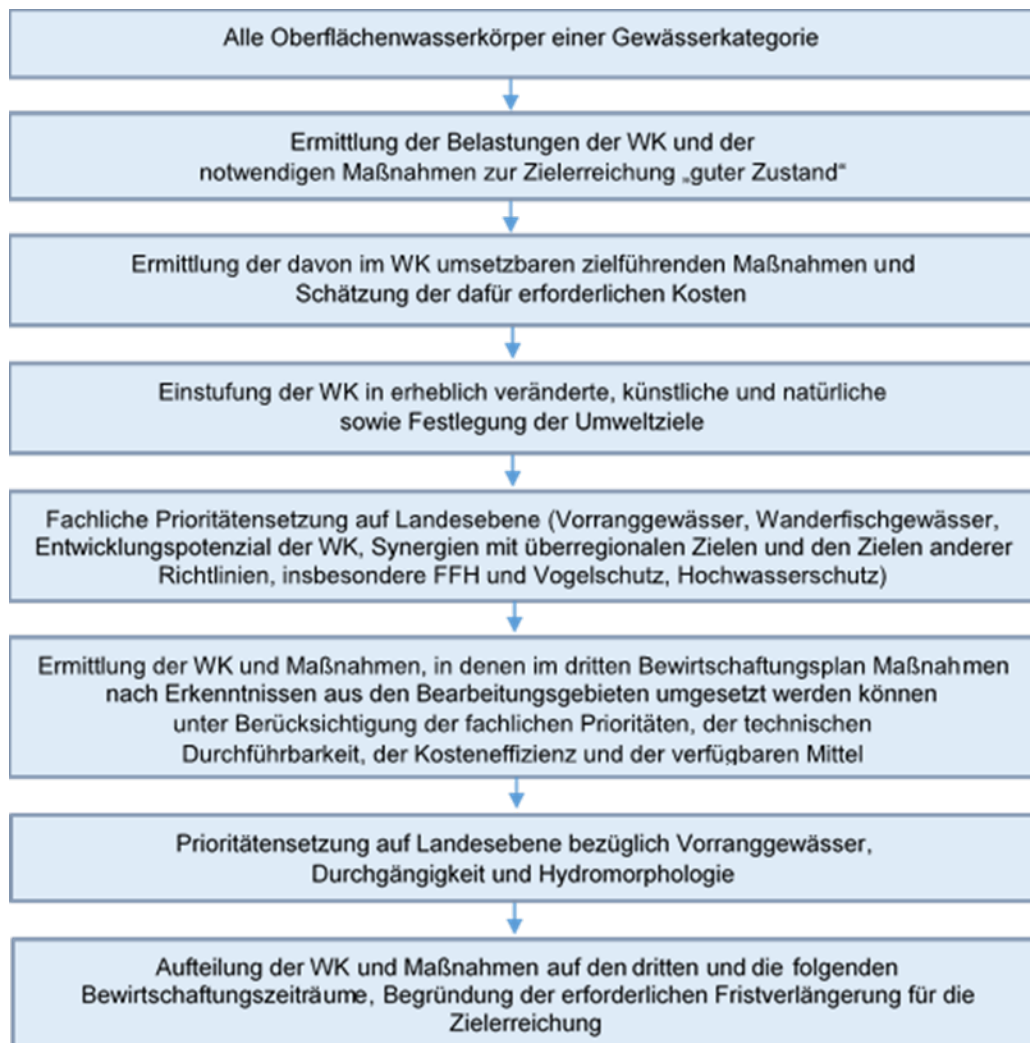 Alle Oberflächenwasserkörper einer Gewässerkategorie
Ermittlung der Belastungen der WK und der
notwendigen Maßnahmen zur Zielerreichung „guter Zustand“
Ermittlung der davon im WK umsetzbaren zielführenden Maßnahmen und
Schätzung der dafür erforderlichen Kosten
Einstufung der WK in erheblich veränderte, künstliche und natürliche
sowie Festlegung der Umweltziele
Fachliche Prioritätensetzung auf Landesebene (Vorranggewässer, Wanderfischgewässer,
Entwicklungspotenzial der WK, Synergien mit überregionalen Zielen und den Zielen anderer
Richtlinien, insbesondere FFH und Vogelschutz, Hochwasserschutz)
Ermittlung der WK und Maßnahmen, in denen im dritten Bewirtschaftungsplan Maßnahmen
nach Erkenntnissen aus den Bearbeitungsgebieten umgesetzt werden können
unter Berücksichtigung der fachlichen Prioritäten, der technischen
Durchführbarkeit, der Kosteneffizienz und der verfügbaren Mittel
Prioritätensetzung auf Landesebene bezüglich Vorranggewässer,
Durchgängigkeit und Hydromorphologie
Aufteilung der WK und Maßnahmen auf den dritten und die folgenden
Bewirtschaftungszeiträume, Begründung der erforderlichen Fristverlängerung für die
Zielerreichung